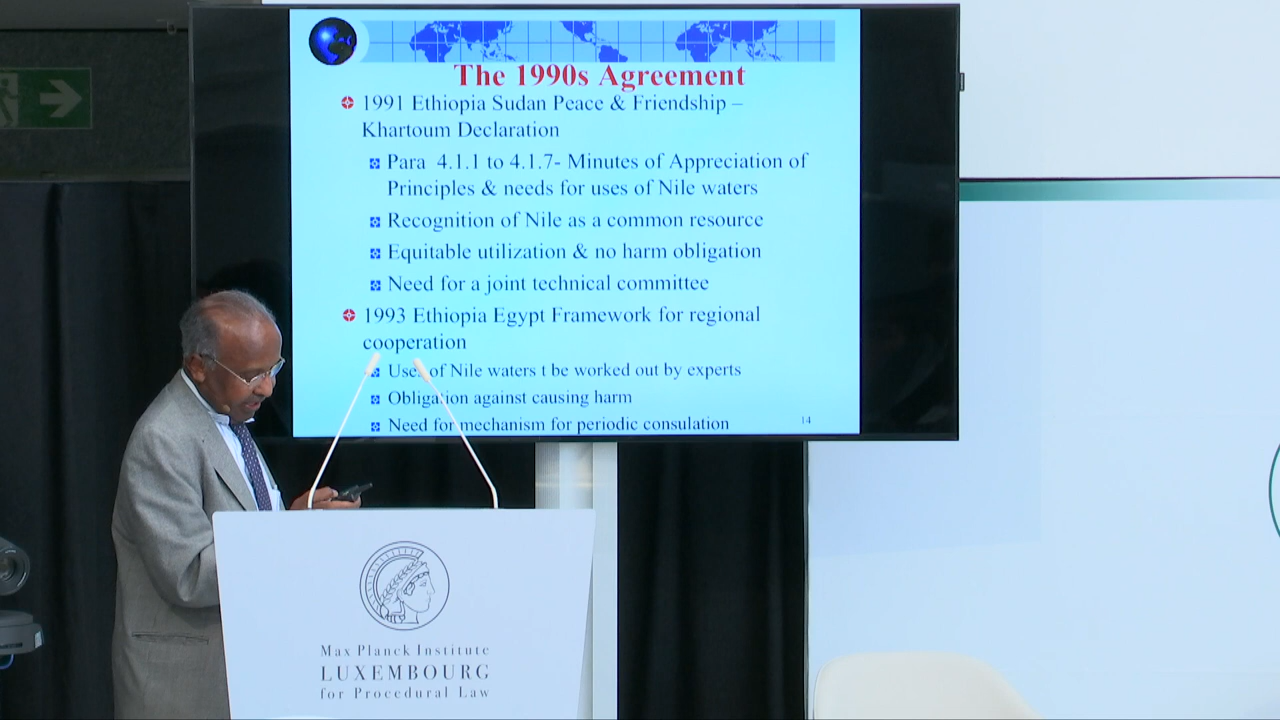 The 1990s Agreement
1991 Ethiopia Sudan Peace & Friendship –
Khartoum Declaration
Para 4.1.1 to 4.1.7- Minutes of Appreciation of
Principles & needs for uses of Nile waters
Recognition of Nile as a common resource
Equitable utilization & no harm obligation
Need for a joint technical committee
1993 Ethiopia Egypt Framework for regional
cooperation
Uses of Nile waters t be worked out by experts
Obligation against causing harm
Need for mechanism for periodic consulation
14
Max Planck Institute
LUXEMBOURG
for Procedural Law